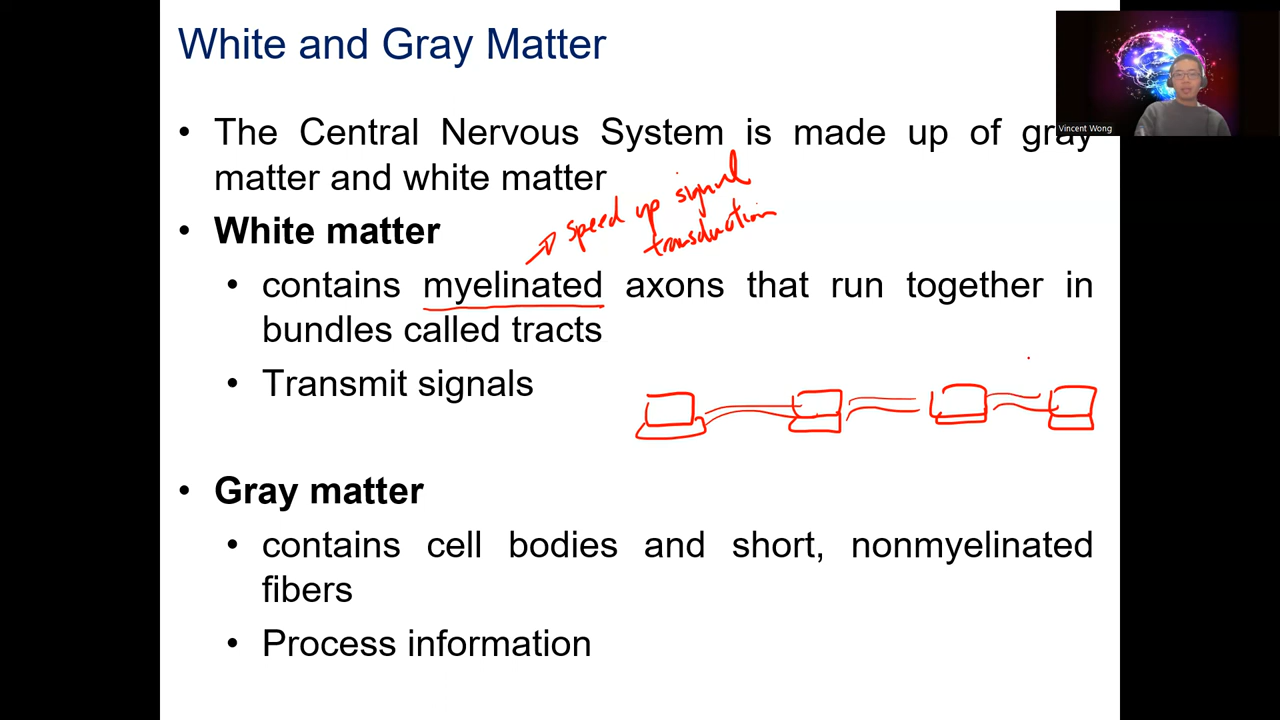 White and Gray Matter
Vincent Wong
• The Central Nervous System is made up of gray
matter and white matter
speed up signal
transduction
• White matter
• contains myelinated axons that run together in
bundles called tracts
• Transmit signals
• Gray matter
• contains cell bodies and short, nonmyelinated
fibers
• Process information